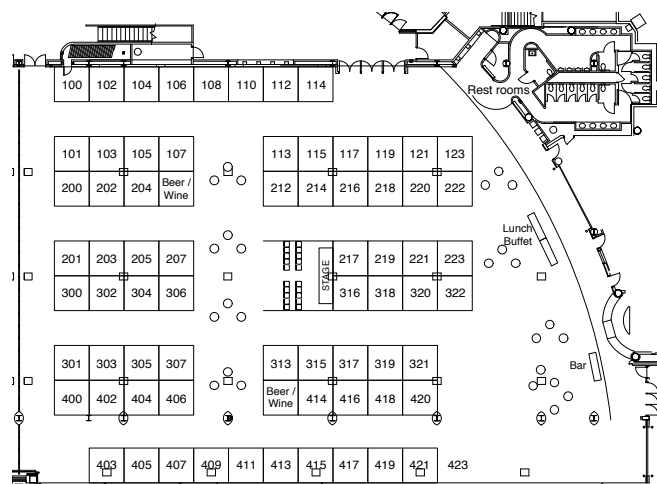 Rest rooms
100 102 104 106 108 110 112 114
101 103 105 107 113 115 117 119 121 123
200 202 204 Beer / Wine 212 214 216 218 220 222
Lunch Buffet
201 203 205 207 STAGE 217 219 221 223
300 302 304 306 316 318 320 322
301 303 305 307 313 315 317 319 321
Bar
400 402 404 406 Beer / Wine 414 416 418 420
403 405 407 409 411 413 415 417 419 421 423